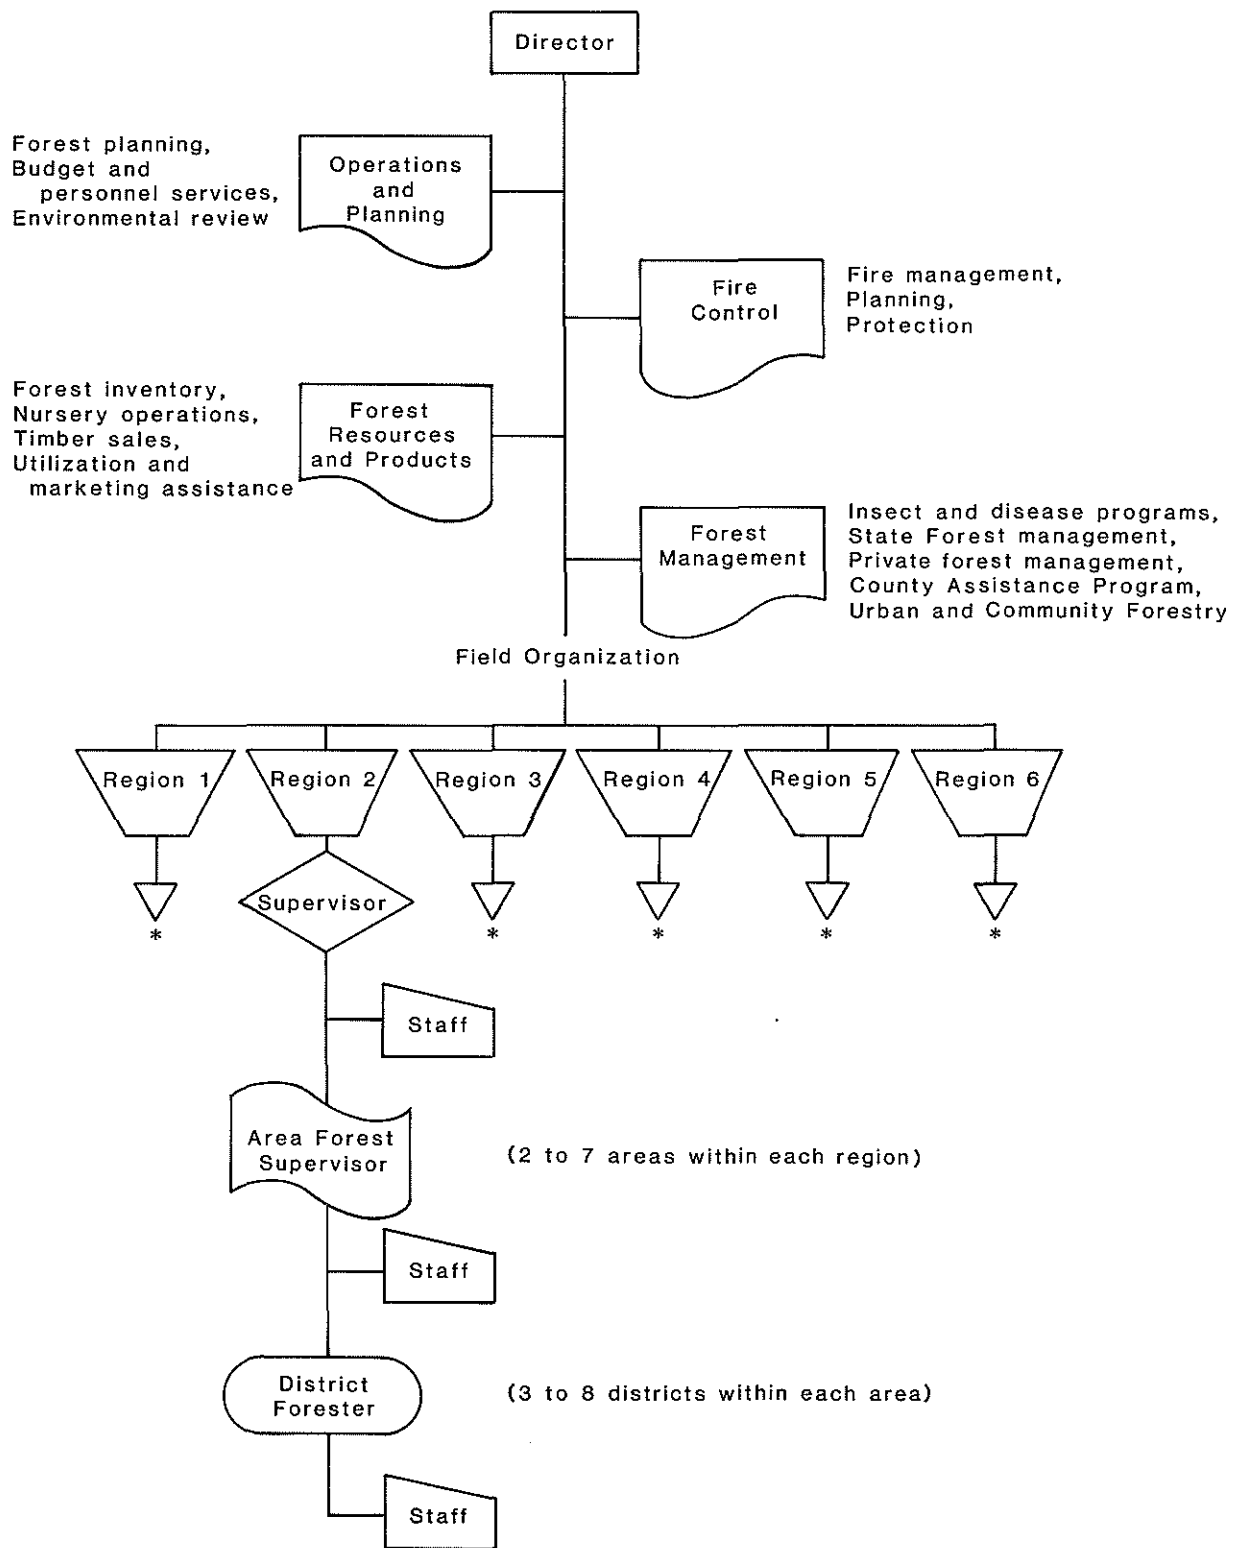 Director
Forest planning,
Budget and
personnel services,
Environmental review
Operations
and
Planning
Fire
Control
Fire management,
Planning,
Protection
Forest inventory,
Nursery operations,
Timber sales,
Utilization and
marketing assistance
Forest
Resources
and Products
Forest
Management
Insect and disease programs,
State Forest management,
Private forest management,
County Assistance Program,
Urban and Community Forestry
Field Organization
Region 1 Region 2 Region 3 Region 4 Region 5 Region 6
Supervisor
* * * * *
Staff
Area Forest
Supervisor
(2 to 7 areas within each region)
Staff
District
Forester
(3 to 8 districts within each area)
Staff